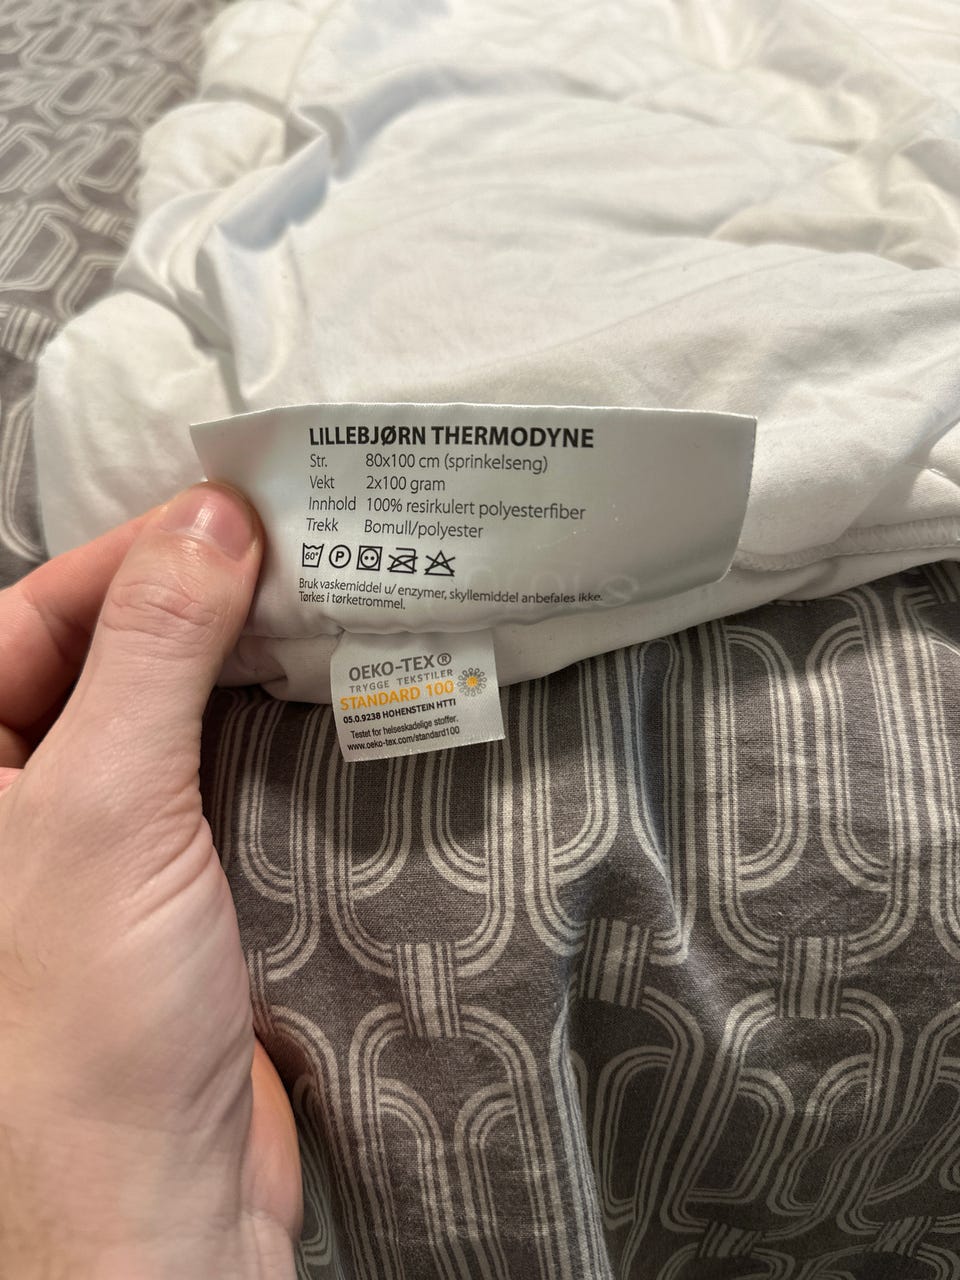 LILLEBJØRN THERMODYNE
Str. 80x100 cm (sprinkelseng)
Vekt 2x100 gram
Innhold 100% resirkulert polyesterfiber
Trekk Bomull/polyester
60° P
Bruk vaskemiddel u/ enzymer, skyllemiddel anbefales ikke.
Tørkes i tørketrommel.
OEKO-TEX®
TRYGGE TEKSTILER
STANDARD 100
05.0.9238 HOHENSTEIN HTTI
Testet for helseskadelige stoffer.
www.oeko-tex.com/standard100